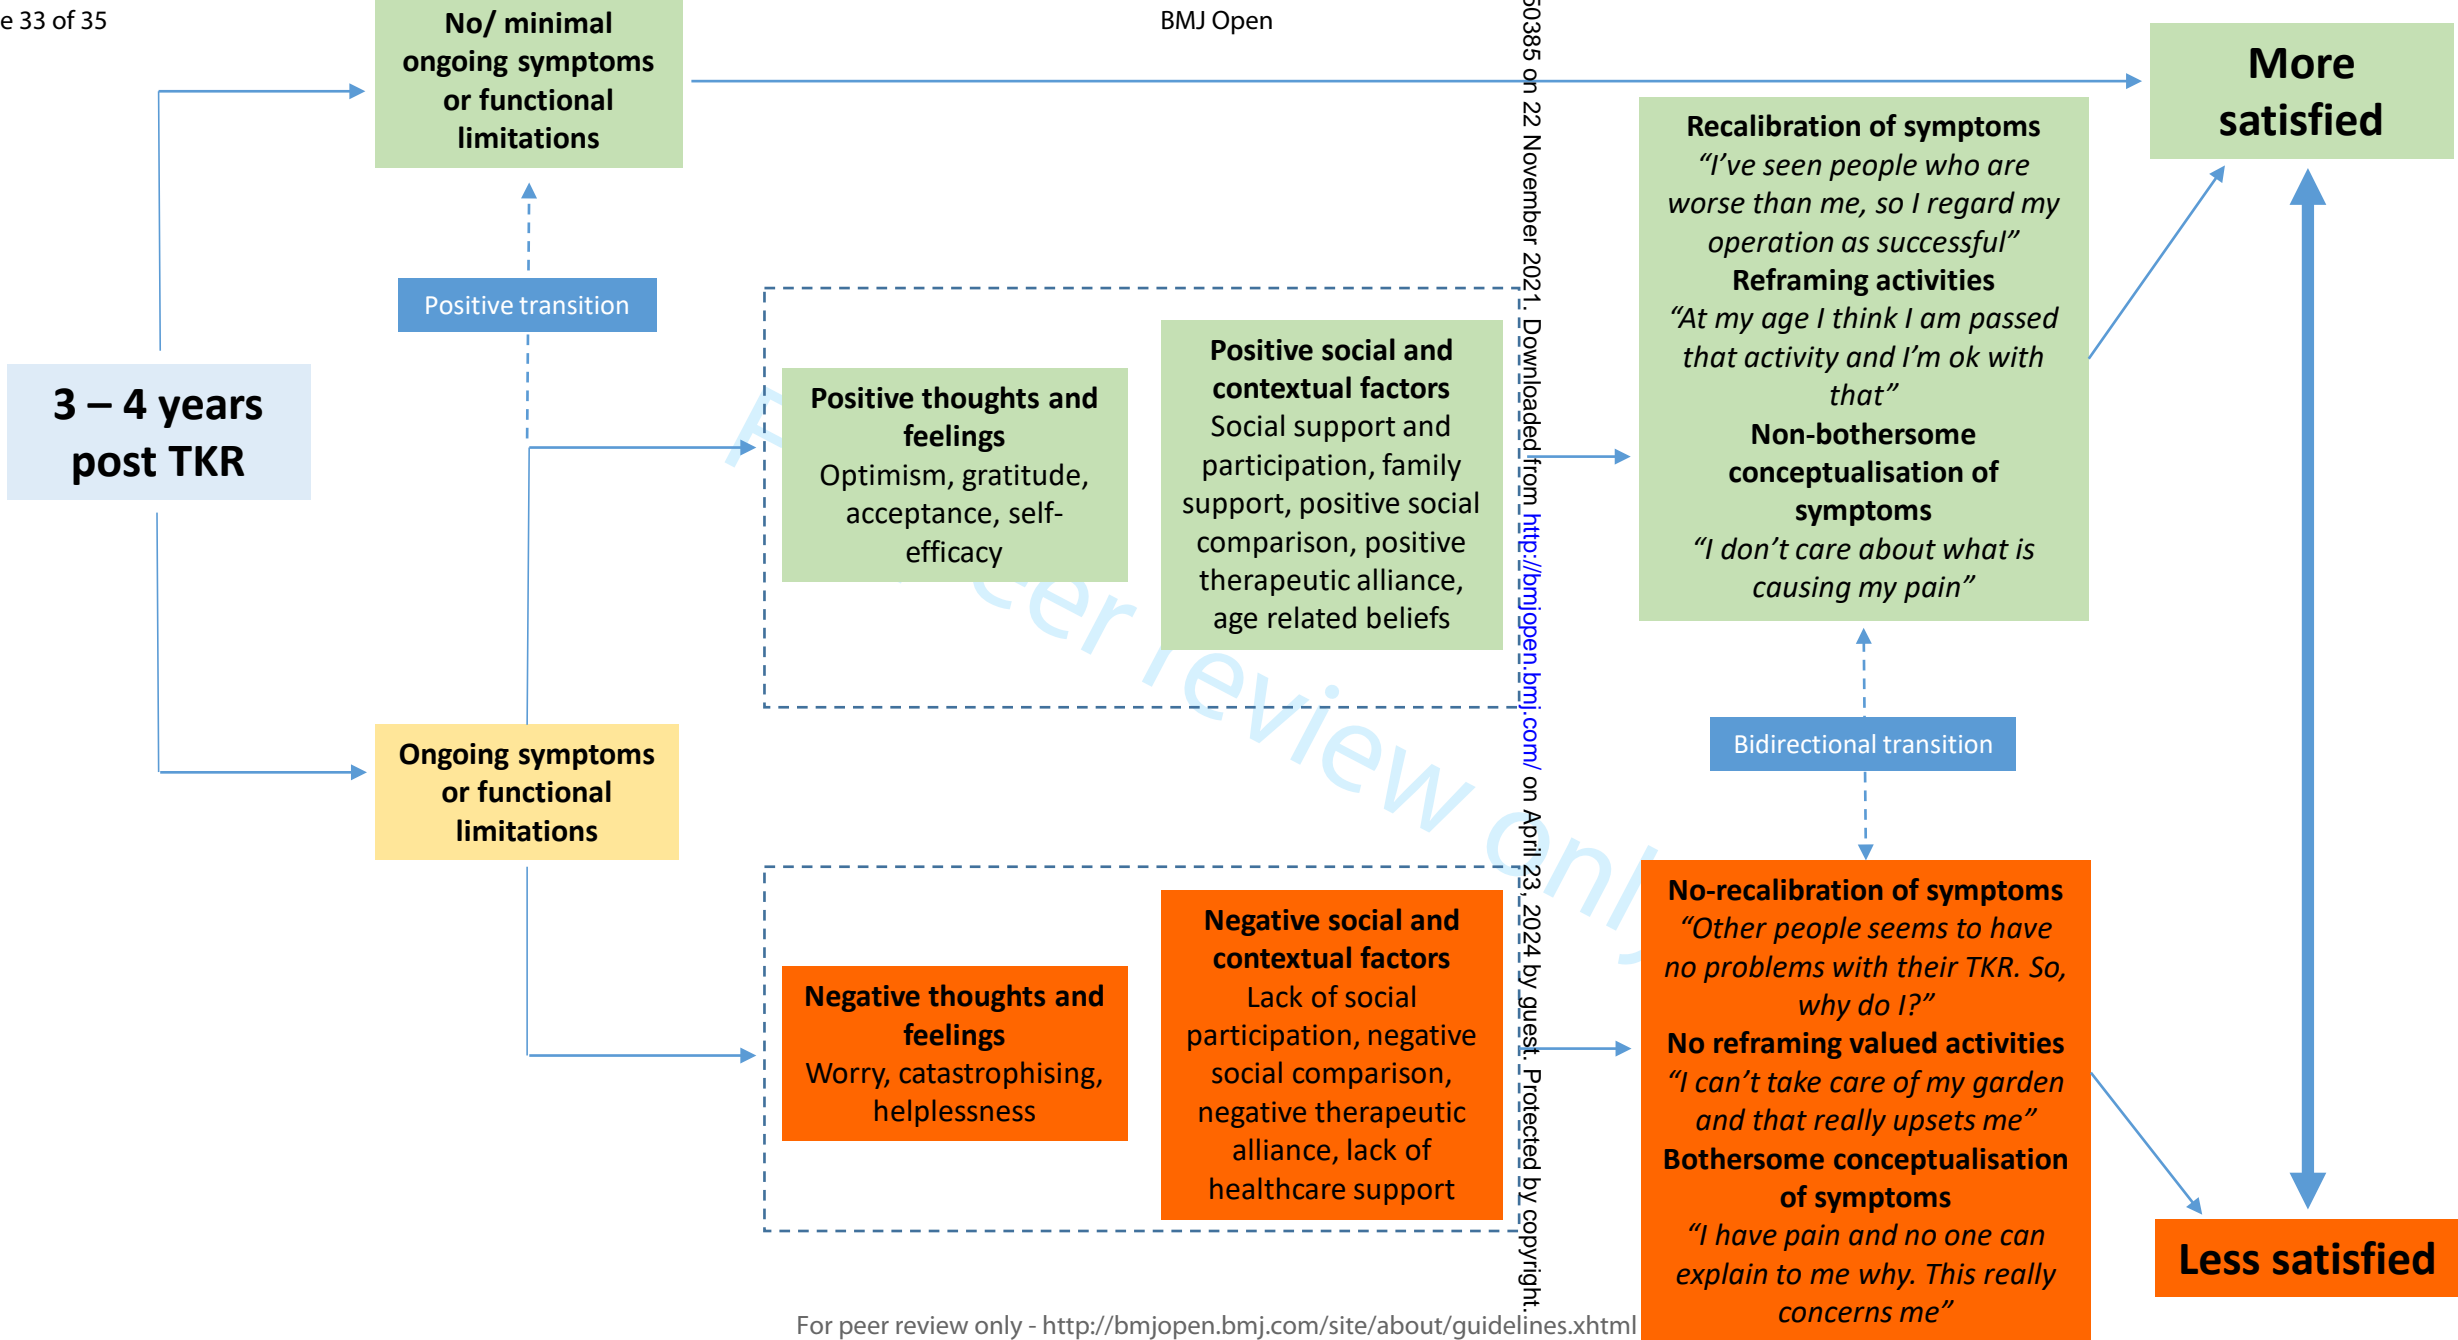 e 33 of 35
BMJ Open
No/ minimal
ongoing symptoms
or functional
limitations
More
satisfied
Positive transition
3 – 4 years
post TKR
Positive thoughts and
feelings
Optimism, gratitude,
acceptance, self-
efficacy
Positive social and
contextual factors
Social support and
participation, family
support, positive social
comparison, positive
therapeutic alliance,
age related beliefs
Recalibration of symptoms
“I’ve seen people who are
worse than me, so I regard my
operation as successful”
Reframing activities
“At my age I think I am passed
that activity and I’m ok with
that”
Non-bothersome
conceptualisation of
symptoms
“I don’t care about what is
causing my pain”
Ongoing symptoms
or functional
limitations
Bidirectional transition
Negative thoughts and
feelings
Worry, catastrophising,
helplessness
Negative social and
contextual factors
Lack of social
participation, negative
social comparison,
negative therapeutic
alliance, lack of
healthcare support
No-recalibration of symptoms
“Other people seems to have
no problems with their TKR. So,
why do I?”
No reframing valued activities
“I can’t take care of my garden
and that really upsets me”
Bothersome conceptualisation
of symptoms
“I have pain and no one can
explain to me why. This really
concerns me”
Less satisfied
50385 on 22 November 2021. Downloaded from http://bmjopen.bmj.com/ on April 23, 2024 by guest. Protected by copyright.
eer review onl
For peer review only - http://bmjopen.bmj.com/site/about/guidelines.xhtml